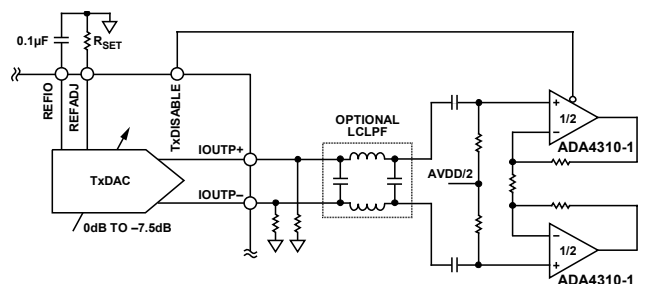 0.1µF
RSET
REFIO
REFADJ
TxDISABLE
OPTIONAL
LCLPF
IOUTP+
IOUTP–
TxDAC
0dB TO –7.5dB
AVDD/2
+
1/2
–
ADA4310-1
–
1/2
+
ADA4310-1